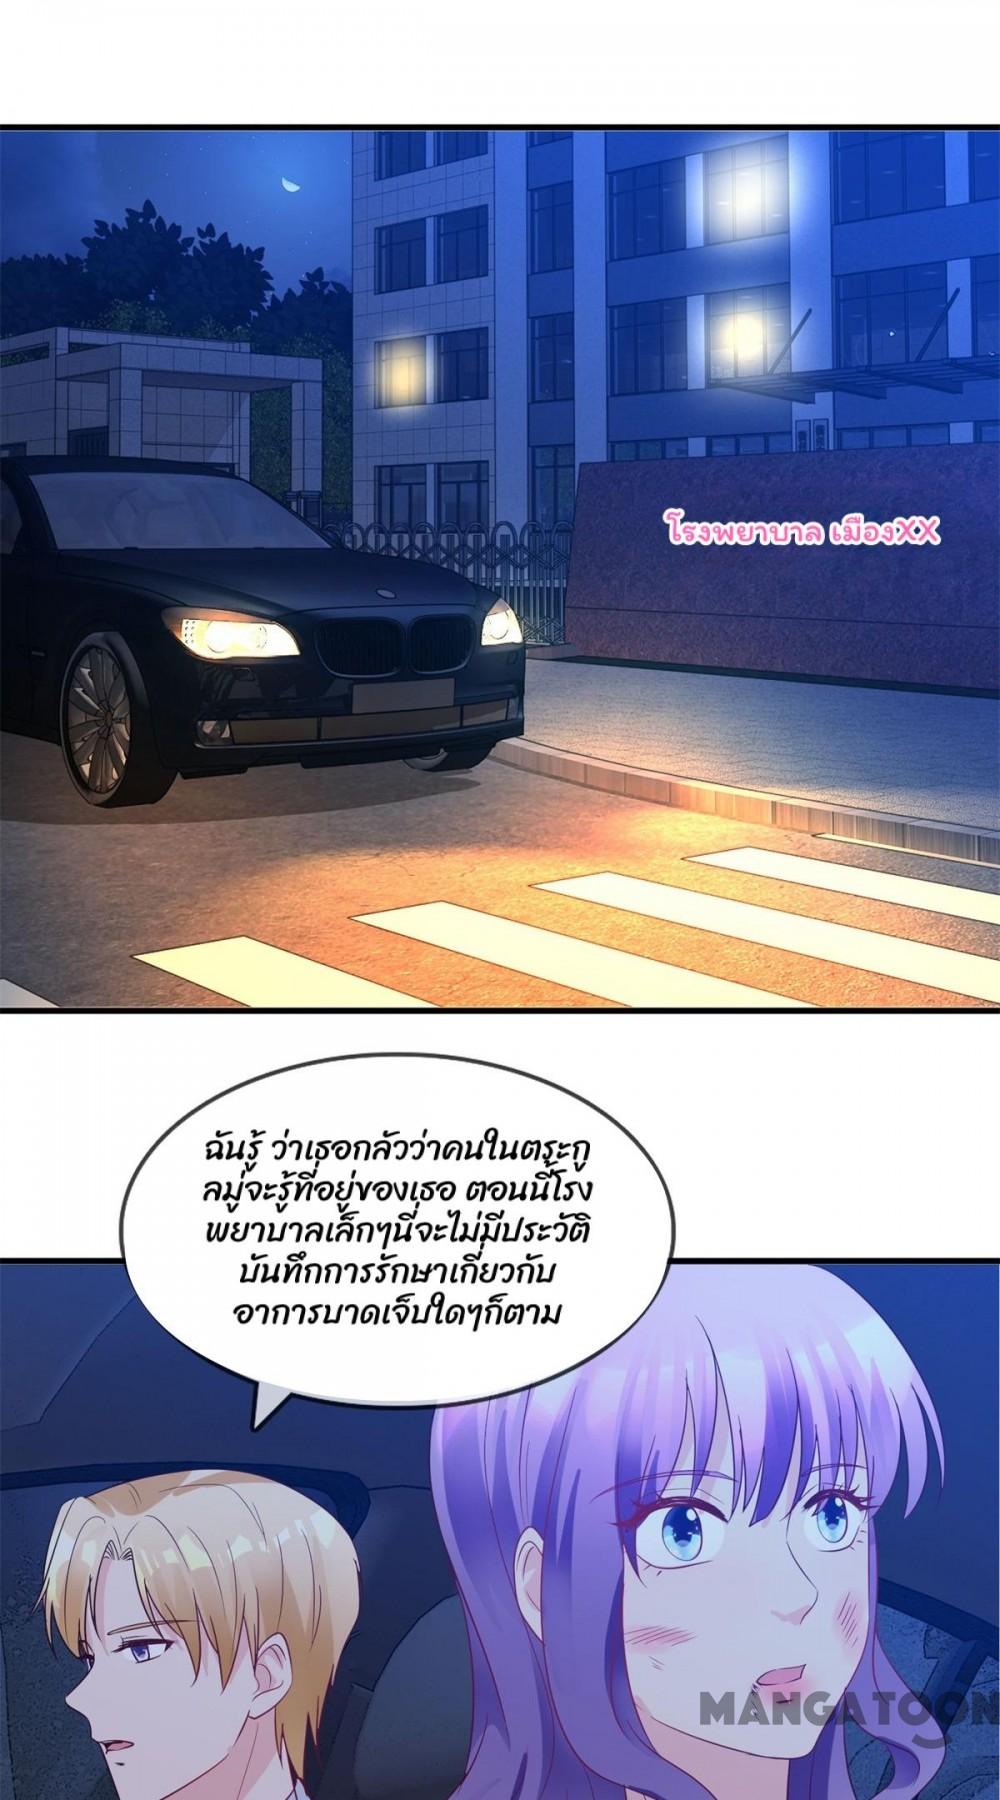 โรงพยาบาล เมืองXX
ฉันรู้ ว่าเธอกลัวว่าคนในตระกู
ลมู่จะรู้ที่อยู่ของเธอ ตอนนี้โรง
พยาบาลเล็กๆนี่จะไม่มีประวัติ
บันทึกการรักษาเกี่ยวกับ
อาการบาดเจ็บใดๆก็ตาม
MANGATOON